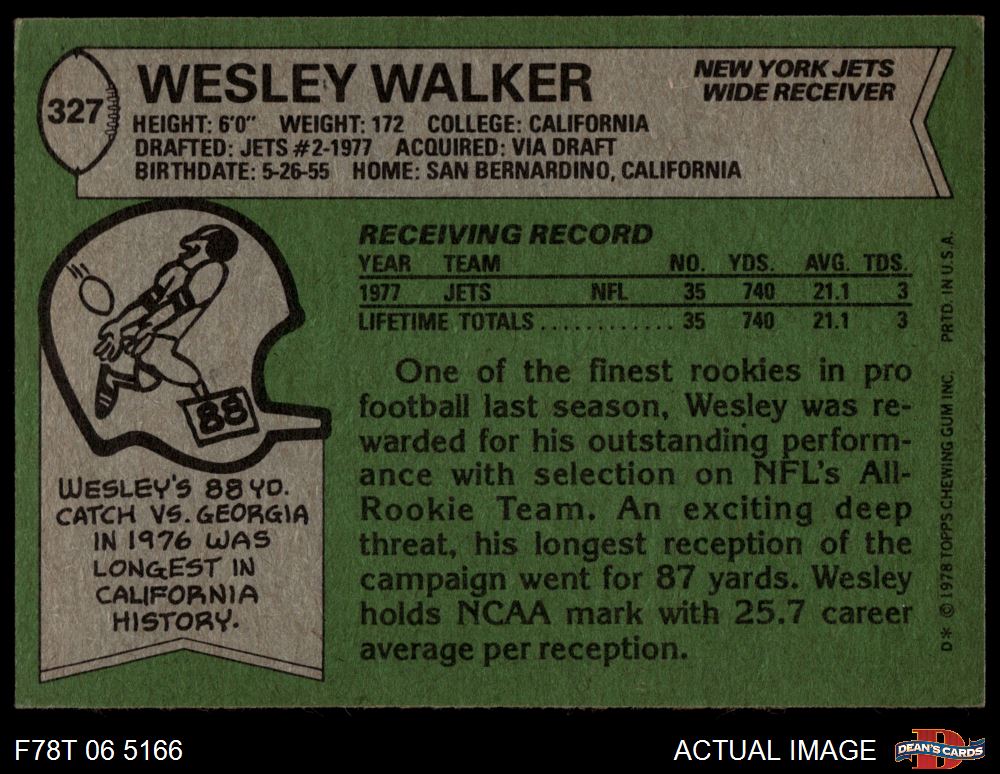 327
WESLEY WALKER
NEW YORK JETS
WIDE RECEIVER
HEIGHT: 6'0" WEIGHT: 172 COLLEGE: CALIFORNIA
DRAFTED: JETS #2-1977 ACQUIRED: VIA DRAFT
BIRTHDATE: 5-26-55 HOME: SAN BERNARDINO, CALIFORNIA
RECEIVING RECORD
YEAR TEAM NO. YDS. AVG. TDS.
1977 JETS NFL 35 740 21.1 3
LIFETIME TOTALS ............ 35 740 21.1 3
88
WESLEY'S 88 YD.
CATCH VS. GEORGIA
IN 1976 WAS
LONGEST IN
CALIFORNIA
HISTORY.
One of the finest rookies in pro
football last season, Wesley was re-
warded for his outstanding perform-
ance with selection on NFL's All-
Rookie Team. An exciting deep
threat, his longest reception of the
campaign went for 87 yards. Wesley
holds NCAA mark with 25.7 career
average per reception.
D* © 1978 TOPPS CHEWING GUM INC. PRTD. IN U.S.A.
F78T 06 5166
ACTUAL IMAGE
D
DEAN'S CARDS